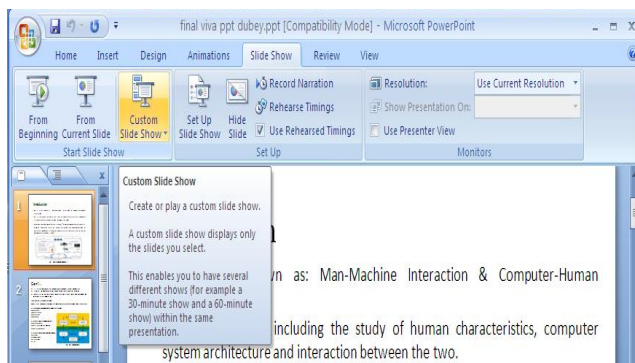 final viva ppt dubey.ppt [Compatibility Mode] - Microsoft PowerPoint
Home Insert Design Animations Slide Show Review View
From Beginning
From Current Slide
Custom Slide Show
Set Up Slide Show
Hide Slide
Record Narration
Rehearse Timings
Use Rehearsed Timings
Resolution: Use Current Resolution
Show Presentation On:
Use Presenter View
Start Slide Show
Set Up
Monitors
1
2
Custom Slide Show
Create or play a custom slide show.
A custom slide show displays only
the slides you select.
This enables you to have several
different shows (for example a
30-minute show and a 60-minute
show) within the same
presentation.
as: Man-Machine Interaction & Computer-Human
including the study of human characteristics, computer
system architecture and interaction between the two.